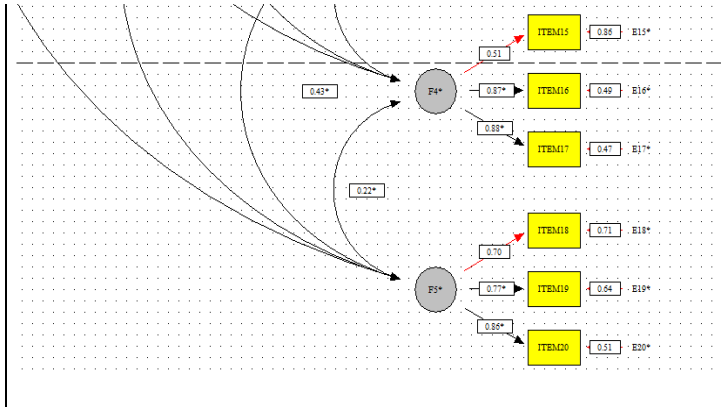 ITEM15 0.86 E15*
0.51
F4* 0.87* ITEM16 0.49 E16*
0.43*
0.88*
ITEM17 0.47 E17*
0.22*
ITEM18 0.71 E18*
0.70
F5* 0.77* ITEM19 0.64 E19*
0.86*
ITEM20 0.51 E20*